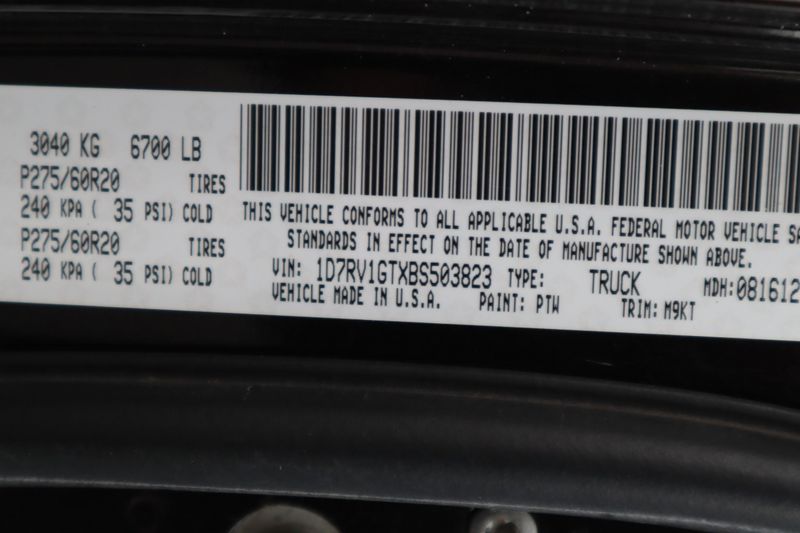 3040 KG 6700 LB
P275/60R20 TIRES
240 KPA ( 35 PSI) COLD
P275/60R20 TIRES
240 KPA ( 35 PSI) COLD
THIS VEHICLE CONFORMS TO ALL APPLICABLE U.S.A. FEDERAL MOTOR VEHICLE SA
STANDARDS IN EFFECT ON THE DATE OF MANUFACTURE SHOWN ABOVE.
VIN: 1D7RV1GTXBS503823 TYPE: TRUCK MDH:081612
VEHICLE MADE IN U.S.A. PAINT: PTW TRIM: M9KT